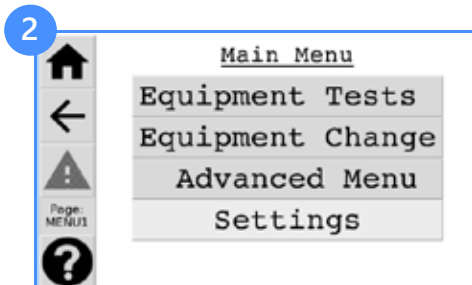 2
Main Menu
Equipment Tests
Equipment Change
Advanced Menu
Settings
Page:
MENU1
?